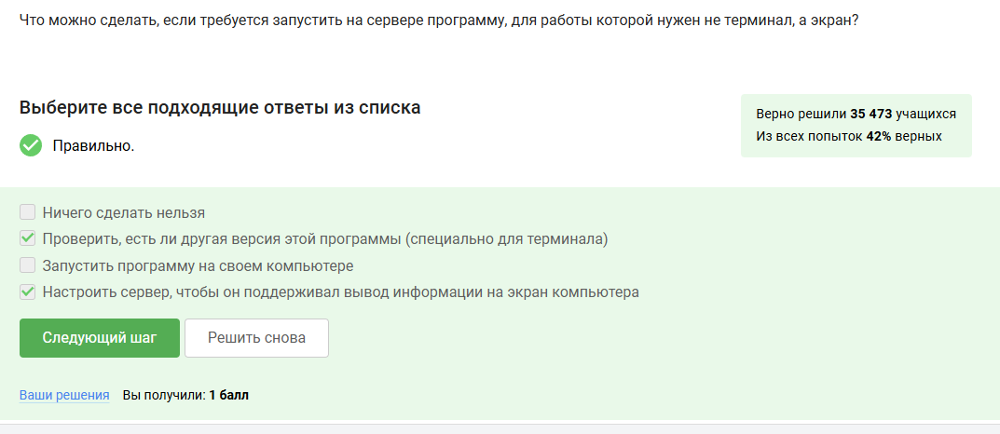 Что можно сделать, если требуется запустить на сервере программу, для работы которой нужен не терминал, а экран?
Выберите все подходящие ответы из списка
Правильно.
Верно решили 35 473 учащихся
Из всех попыток 42% верных
Ничего сделать нельзя
Проверить, есть ли другая версия этой программы (специально для терминала)
Запустить программу на своем компьютере
Настроить сервер, чтобы он поддерживал вывод информации на экран компьютера
Следующий шаг Решить снова
Ваши решения Вы получили: 1 балл